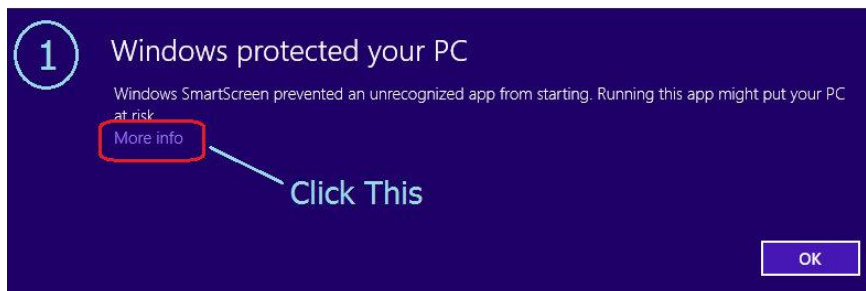 1
Windows protected your PC
Windows SmartScreen prevented an unrecognized app from starting. Running this app might put your PC
at risk
More info
Click This
OK